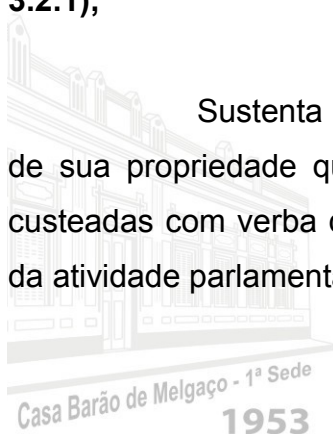 3.2.1);
Sustenta
de sua propriedade
custeadas com verba
da atividade
Casa Barão de Melgaço - 1ª Sede
1953